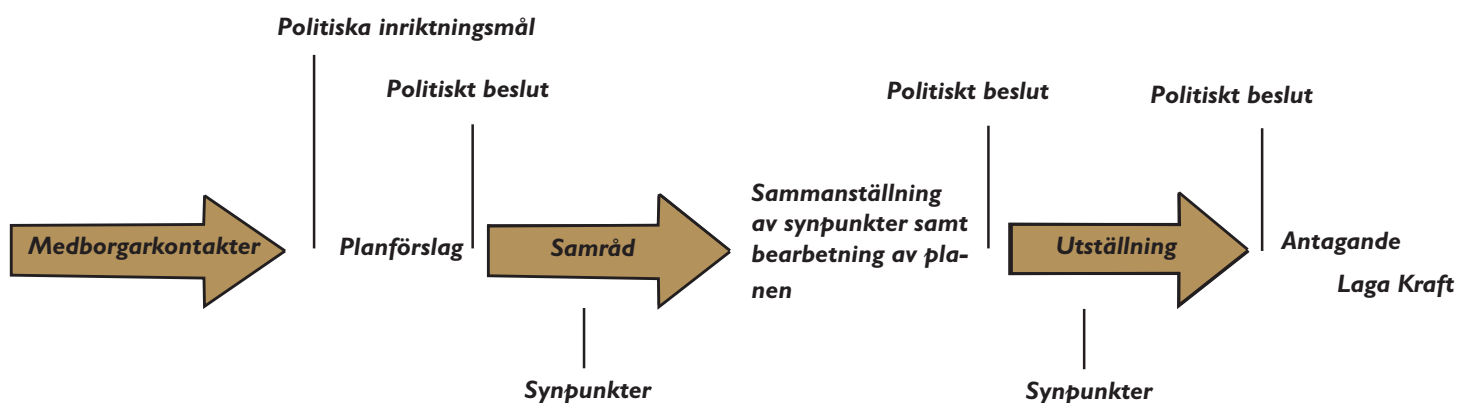 Politiska inriktningsmål
Politiskt beslut
Politiskt beslut
Politiskt beslut
Medborgarkontakter
Planförslag
Samråd
Sammanställning
av synpunkter samt
bearbetning av pla-
nen
Utställning
Antagande
Laga Kraft
Synpunkter
Synpunkter